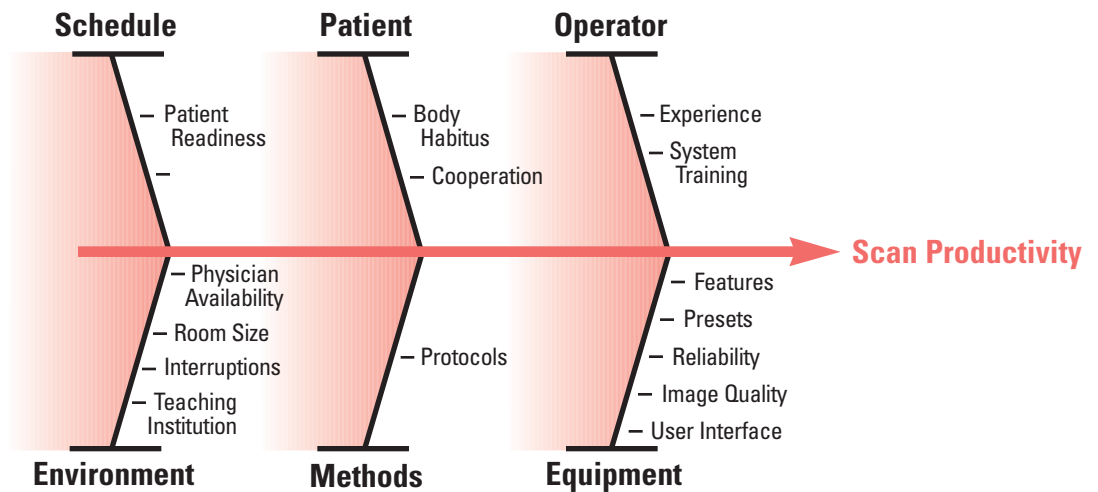 Schedule
Patient
Operator
– Patient
Readiness
–
– Body
Habitus
– Cooperation
– Experience
– System
Training
Scan Productivity
– Physician
Availability
– Room Size
– Interruptions
– Teaching
Institution
– Protocols
– Features
– Presets
– Reliability
– Image Quality
– User Interface
Environment
Methods
Equipment